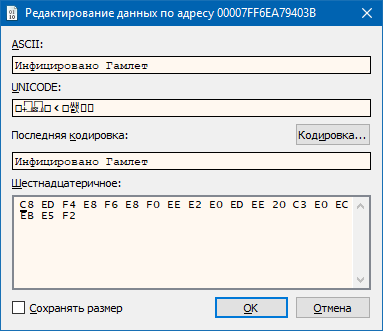 Редактирование данных по адресу 00007FF6EA79403B
ASCII:
Инфицировано Гамлет
UNICODE:
Последняя кодировка:
Кодировка...
Инфицировано Гамлет
Шестнадцатеричное:
C8 ED F4 E8 F6 E8 F0 EE E2 E0 ED EE 20 C3 E0 EC
EB E5 F2
Сохранять размер
OK
Отмена